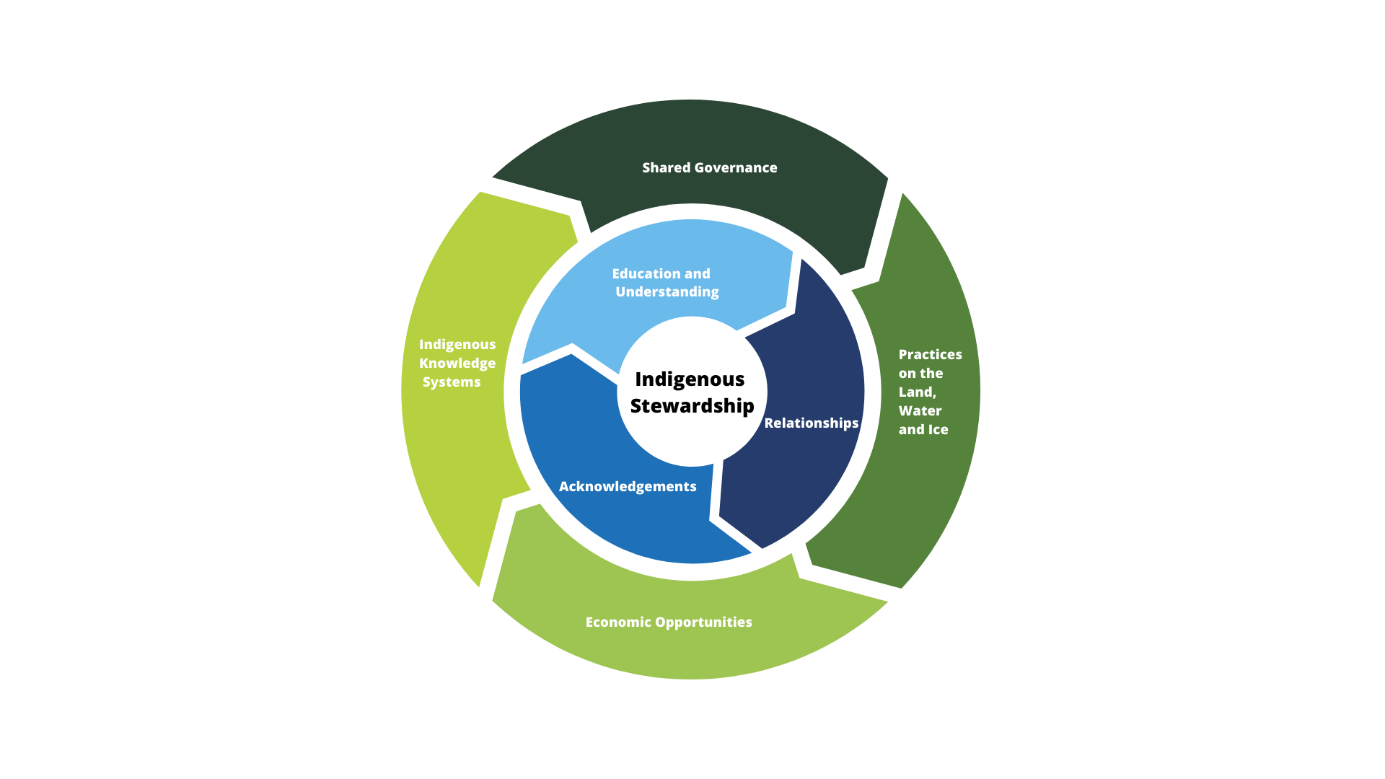 Shared Governance
Education and
Understanding
Indigenous
Knowledge
Systems
Indigenous
Stewardship
Practices
on the
Land,
Water
and Ice
Relationships
Acknowledgements
Economic Opportunities